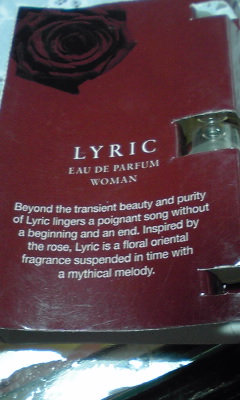 LYRIC
EAU DE PARFUM
WOMAN
Beyond the transient beauty and purity
of Lyric lingers a poignant song without
a beginning and an end. Inspired by
the rose, Lyric is a floral oriental
fragrance suspended in time with
a mythical melody.